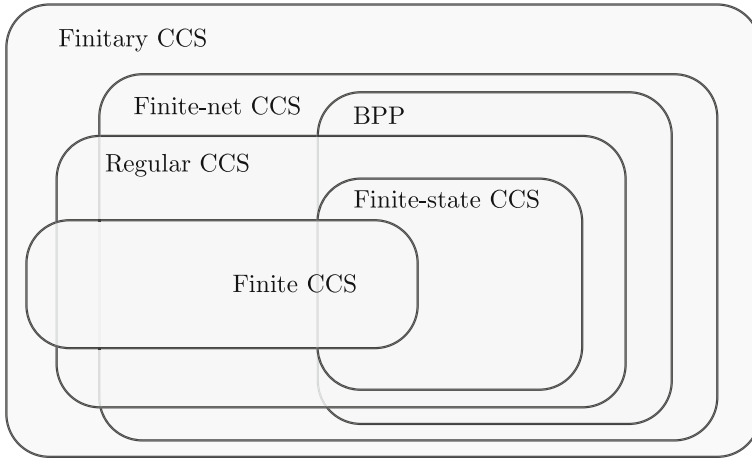 Finitary CCS
Finite-net CCS
BPP
Regular CCS
Finite-state CCS
Finite CCS